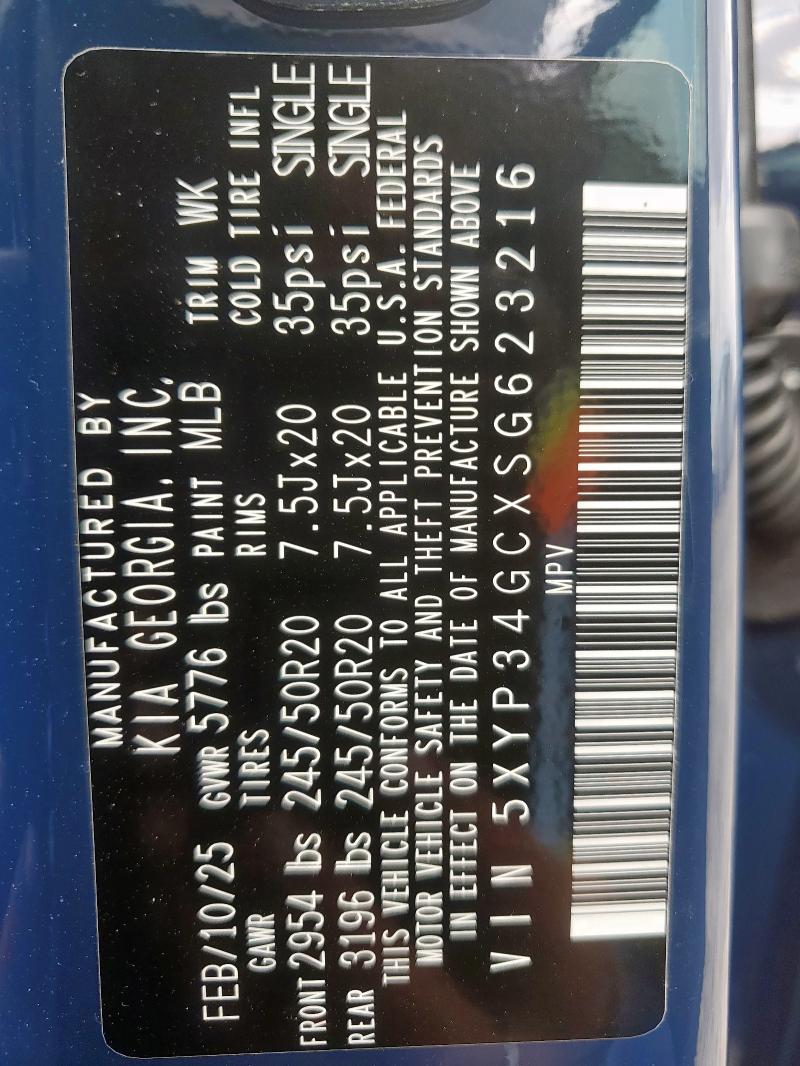 MANUFACTURED BY
KIA GEORGIA, INC.
FEB/10/25 GVWR 5776 lbs PAINT MLB TRIM WK
GAWR TIRES RIMS COLD TIRE INFL
FRONT 2954 lbs 245/50R20 7.5Jx20 35psi SINGLE
REAR 3196 lbs 245/50R20 7.5Jx20 35psi SINGLE
THIS VEHICLE CONFORMS TO ALL APPLICABLE U.S.A. FEDERAL
MOTOR VEHICLE SAFETY AND THEFT PREVENTION STANDARDS
IN EFFECT ON THE DATE OF MANUFACTURE SHOWN ABOVE
VIN 5XYP34GCXSG623216
MPV